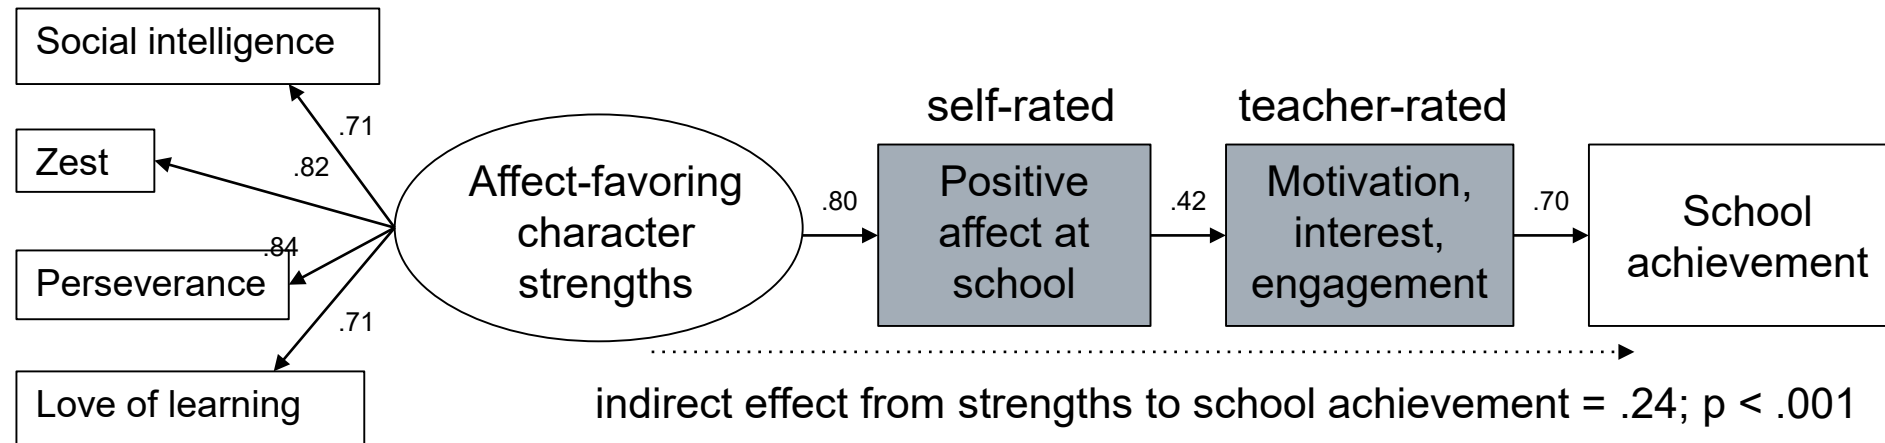 Social intelligence
.71
Zest
.82
Perseverance
.84
Love of learning
.71
Affect-favoring
character
strengths
.80
self-rated
Positive
affect at
school
.42
teacher-rated
Motivation,
interest,
engagement
.70
School
achievement
indirect effect from strengths to school achievement = .24; p < .001